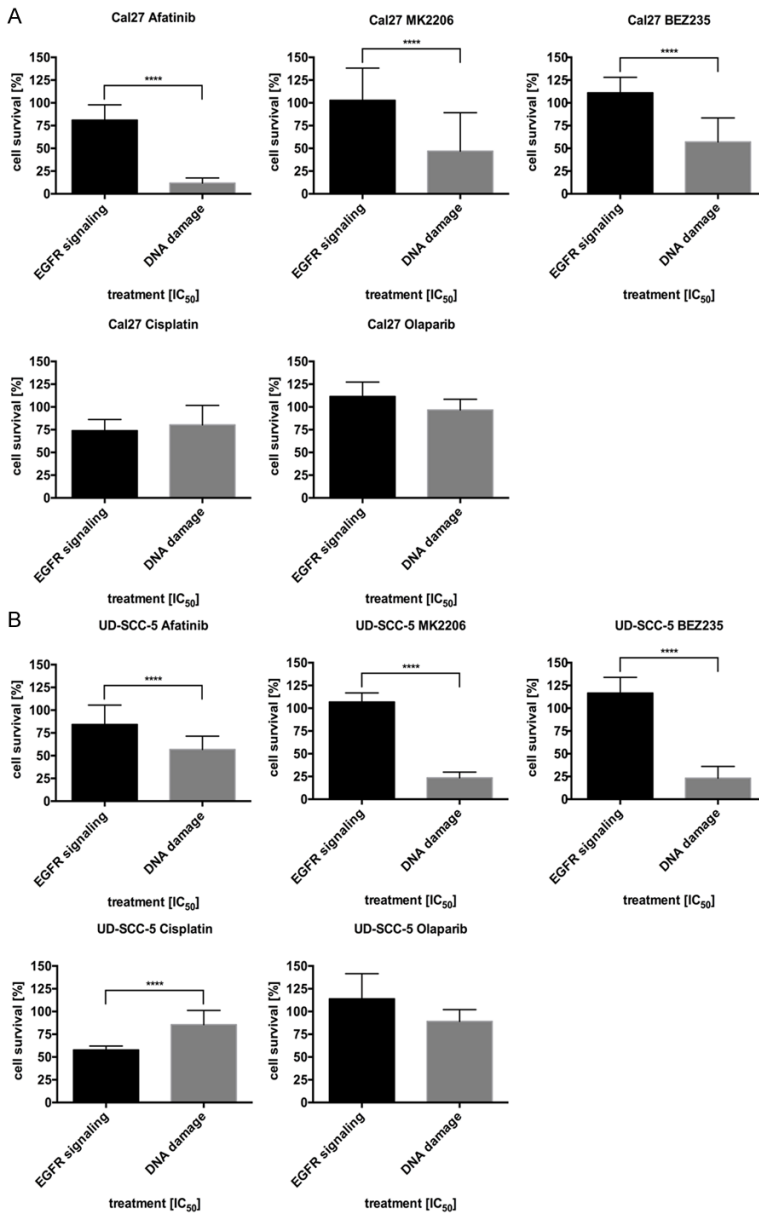 A
Cal27 Afatinib
cell survival [%]
150
125
100
75
50
25
0
****
EGFR signaling
DNA damage
treatment [IC50]
Cal27 MK2206
cell survival [%]
150
125
100
75
50
25
0
****
EGFR signaling
DNA damage
treatment [IC50]
Cal27 BEZ235
cell survival [%]
150
125
100
75
50
25
0
****
EGFR signaling
DNA damage
treatment [IC50]
Cal27 Cisplatin
cell survival [%]
150
125
100
75
50
25
0
EGFR signaling
DNA damage
treatment [IC50]
Cal27 Olaparib
cell survival [%]
150
125
100
75
50
25
0
EGFR signaling
DNA damage
treatment [IC50]
B
UD-SCC-5 Afatinib
cell survival [%]
150
125
100
75
50
25
0
****
EGFR signaling
DNA damage
treatment [IC50]
UD-SCC-5 MK2206
cell survival [%]
150
125
100
75
50
25
0
****
EGFR signaling
DNA damage
treatment [IC50]
UD-SCC-5 BEZ235
cell survival [%]
150
125
100
75
50
25
0
****
EGFR signaling
DNA damage
treatment [IC50]
UD-SCC-5 Cisplatin
cell survival [%]
150
125
100
75
50
25
0
****
EGFR signaling
DNA damage
treatment [IC50]
UD-SCC-5 Olaparib
cell survival [%]
150
125
100
75
50
25
0
EGFR signaling
DNA damage
treatment [IC50]